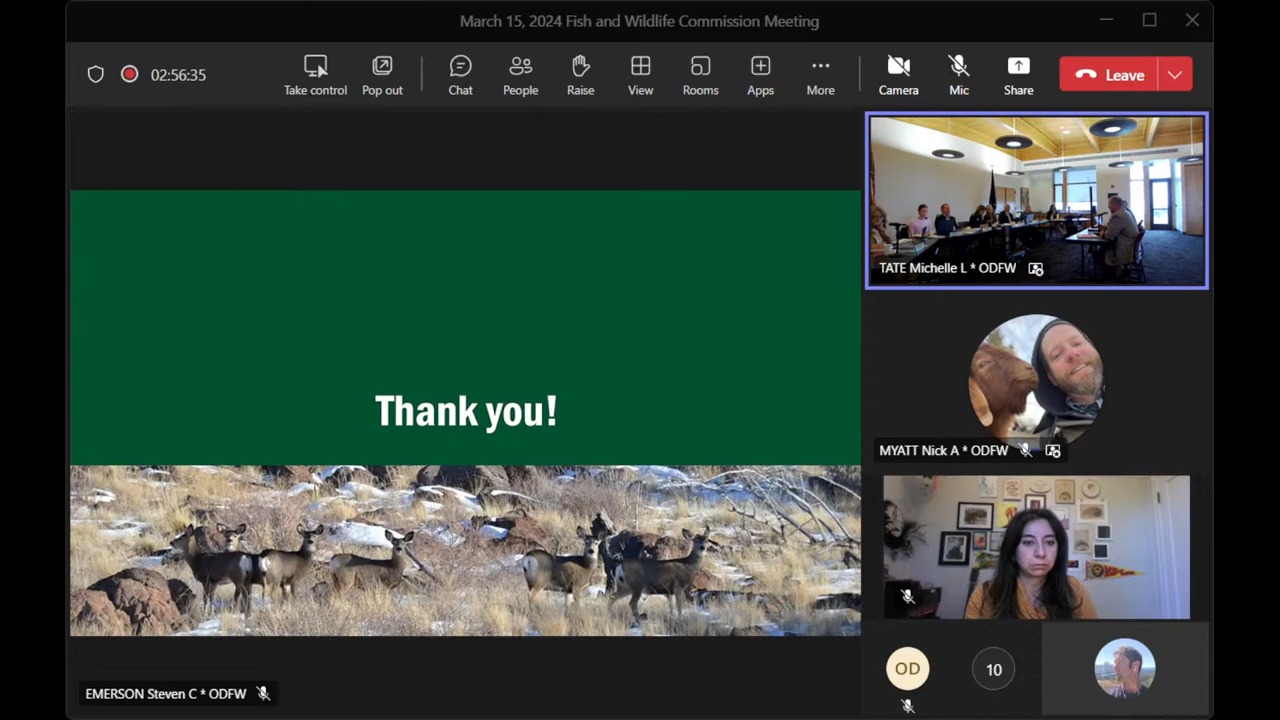 March 15, 2024 Fish and Wildlife Commission Meeting
02:56:35
Take control
Pop out
Chat
People
Raise
View
Rooms
Apps
More
Camera
Mic
Share
Leave
TATE Michelle L * ODFW
Thank you!
MYATT Nick A * ODFW
OD
10
EMERSON Steven C * ODFW